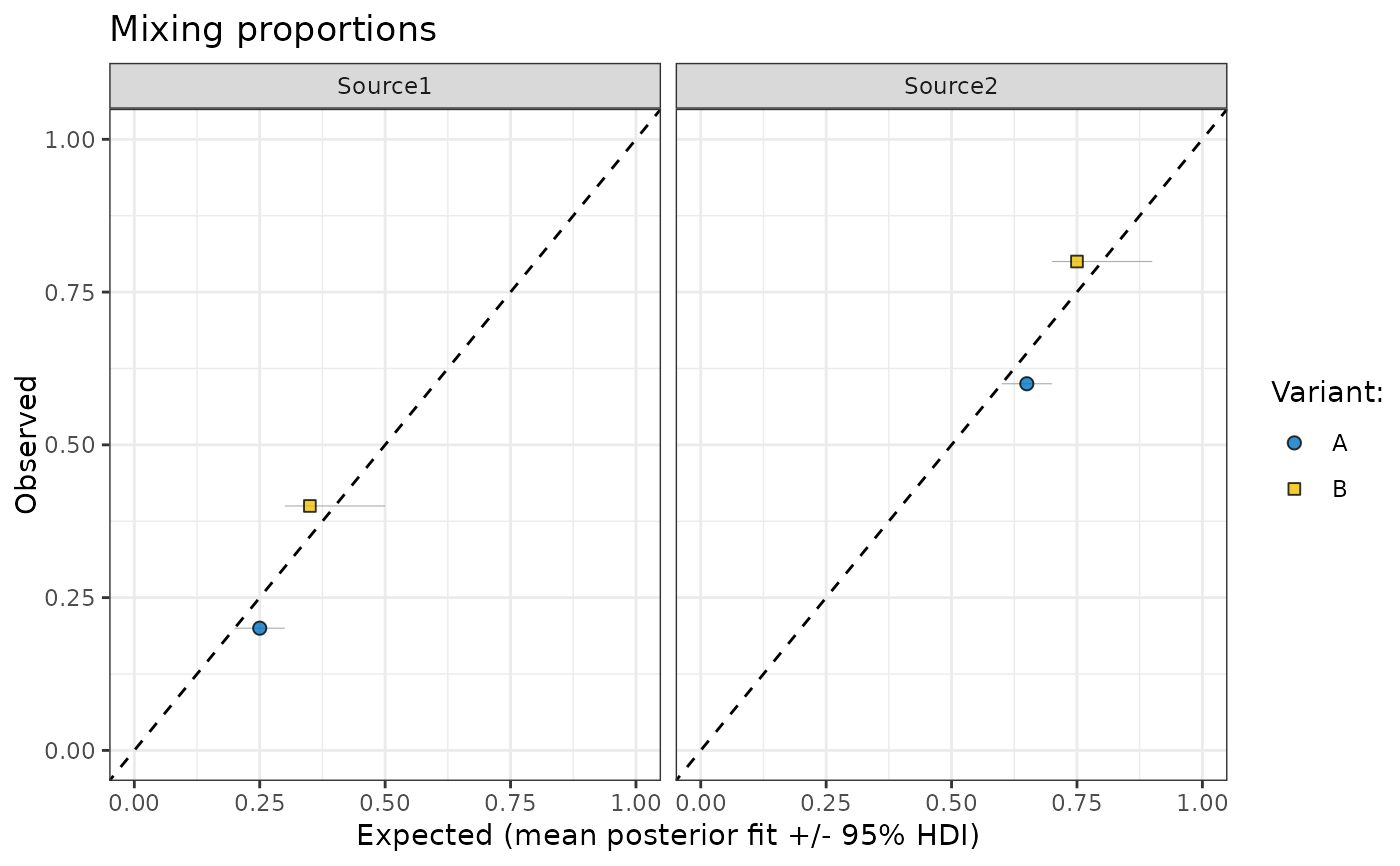 Mixing proportions
Source1 Source2
1.00
0.75
0.50
0.25
0.00
Observed
0.00 0.25 0.50 0.75 1.00 0.00 0.25 0.50 0.75 1.00
Expected (mean posterior fit +/- 95% HDI)
Variant:
A
B